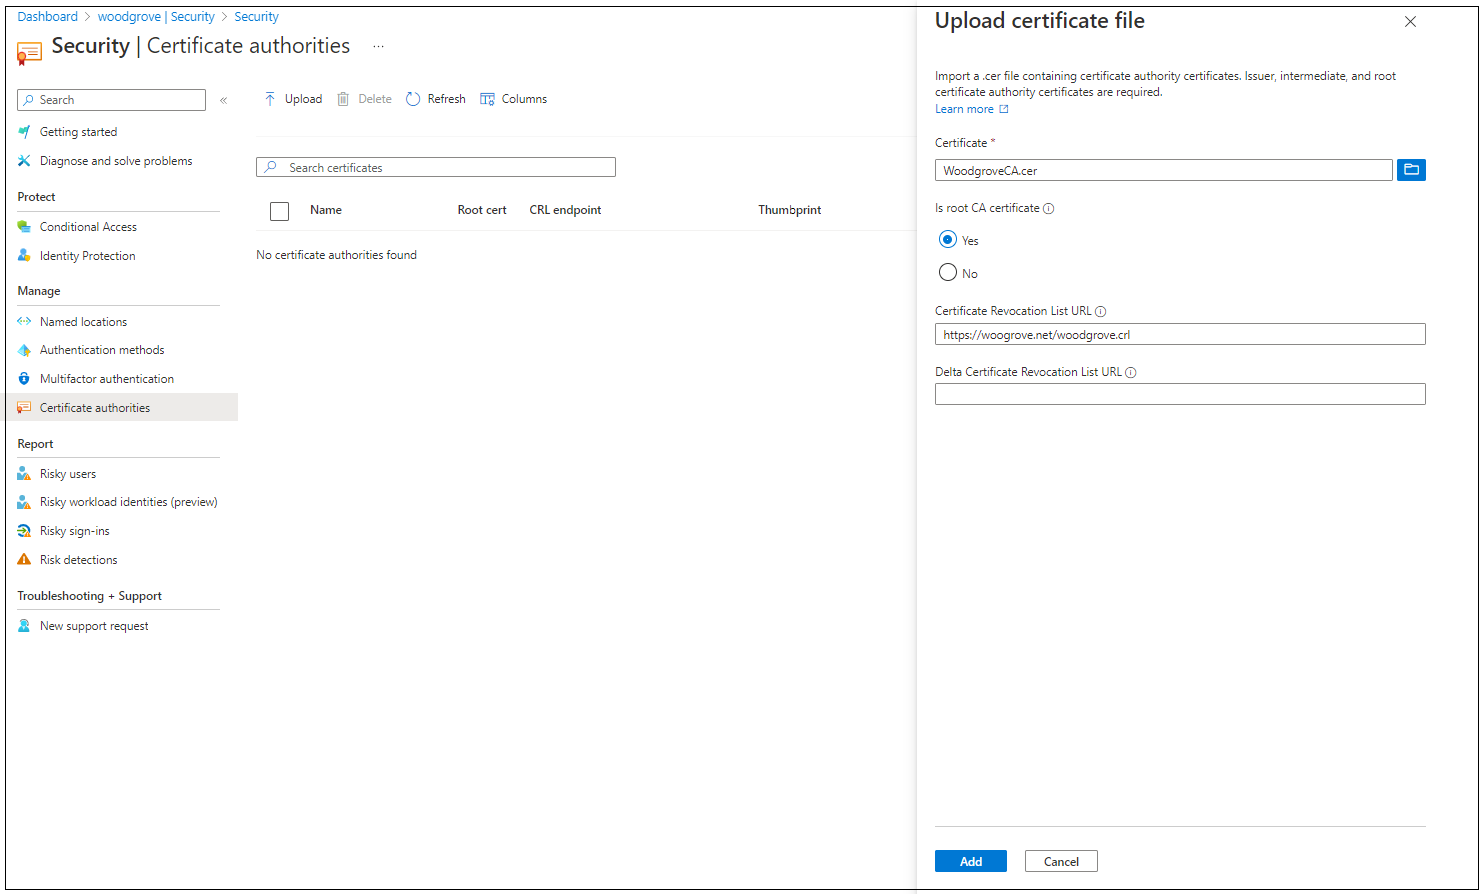 Dashboard > woodgrove | Security > Security
Security | Certificate authorities ...
Search «
Getting started
Diagnose and solve problems
Protect
Conditional Access
Identity Protection
Manage
Named locations
Authentication methods
Multifactor authentication
Certificate authorities
Report
Risky users
Risky workload identities (preview)
Risky sign-ins
Risk detections
Troubleshooting + Support
New support request
Upload Delete Refresh Columns
Search certificates
Name Root cert CRL endpoint Thumbprint
No certificate authorities found
Upload certificate file
Import a .cer file containing certificate authority certificates. Issuer, intermediate, and root
certificate authority certificates are required.
Learn more
Certificate *
WoodgroveCA.cer
Is root CA certificate
Yes
No
Certificate Revocation List URL
https://woogrove.net/woodgrove.crl
Delta Certificate Revocation List URL
Add Cancel